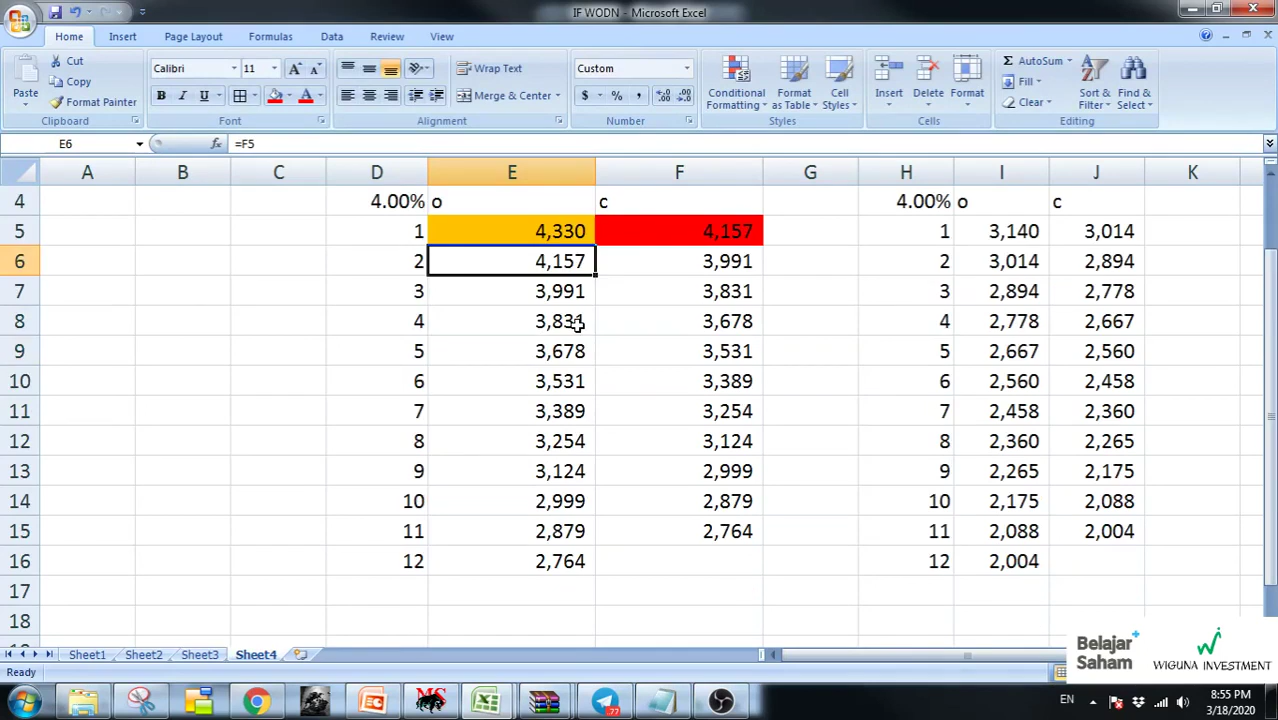 IF WODN - Microsoft Excel
Home Insert Page Layout Formulas Data Review View
Paste
Cut
Copy
Format Painter
Clipboard
Calibri 11
B I U
Font
Wrap Text
Merge & Center
Alignment
Custom
$ % ,
Number
Conditional Formatting
Format as Table
Cell Styles
Styles
Insert Delete Format
Cells
AutoSum
Fill
Clear
Sort & Filter
Find & Select
Editing
E6 fx =F5
A B C D E F G H I J K
4 4.00% o c 4.00% o c
5 1 4,330 4,157 1 3,140 3,014
6 2 4,157 3,991 2 3,014 2,894
7 3 3,991 3,831 3 2,894 2,778
8 4 3,831 3,678 4 2,778 2,667
9 5 3,678 3,531 5 2,667 2,560
10 6 3,531 3,389 6 2,560 2,458
11 7 3,389 3,254 7 2,458 2,360
12 8 3,254 3,124 8 2,360 2,265
13 9 3,124 2,999 9 2,265 2,175
14 10 2,999 2,879 10 2,175 2,088
15 11 2,879 2,764 11 2,088 2,004
16 12 2,764 12 2,004
17
18
Sheet1 Sheet2 Sheet3 Sheet4
Ready
Belajar
Saham
WIGUNA INVESTMENT
77
EN
8:55 PM
3/18/2020